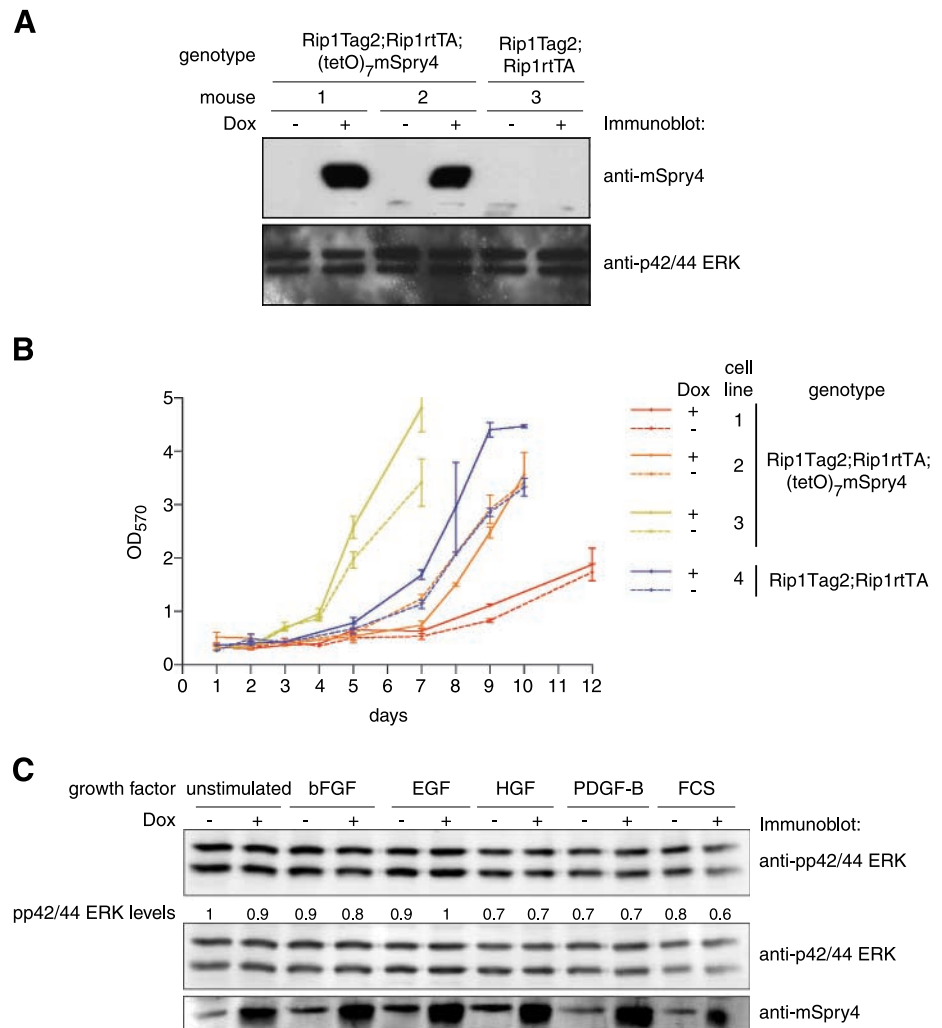 A
genotype
Rip1Tag2;Rip1rtTA;
(tetO)7mSpry4
Rip1Tag2;
Rip1rtTA
mouse 1 2 3
Dox - + - + - + Immunoblot:
anti-mSpry4
anti-p42/44 ERK
B
5
4
3
2
1
0
OD570
0 1 2 3 4 5 6 7 8 9 10 11 12
days
Dox cell line genotype
+
- 1
+
- 2
+
- 3
Rip1Tag2;Rip1rtTA;
(tetO)7mSpry4
+
- 4 Rip1Tag2;Rip1rtTA
C
growth factor unstimulated bFGF EGF HGF PDGF-B FCS
Dox - + - + - + - + - + - + Immunoblot:
anti-pp42/44 ERK
pp42/44 ERK levels 1 0.9 0.9 0.8 0.9 1 0.7 0.7 0.7 0.7 0.8 0.6
anti-p42/44 ERK
anti-mSpry4